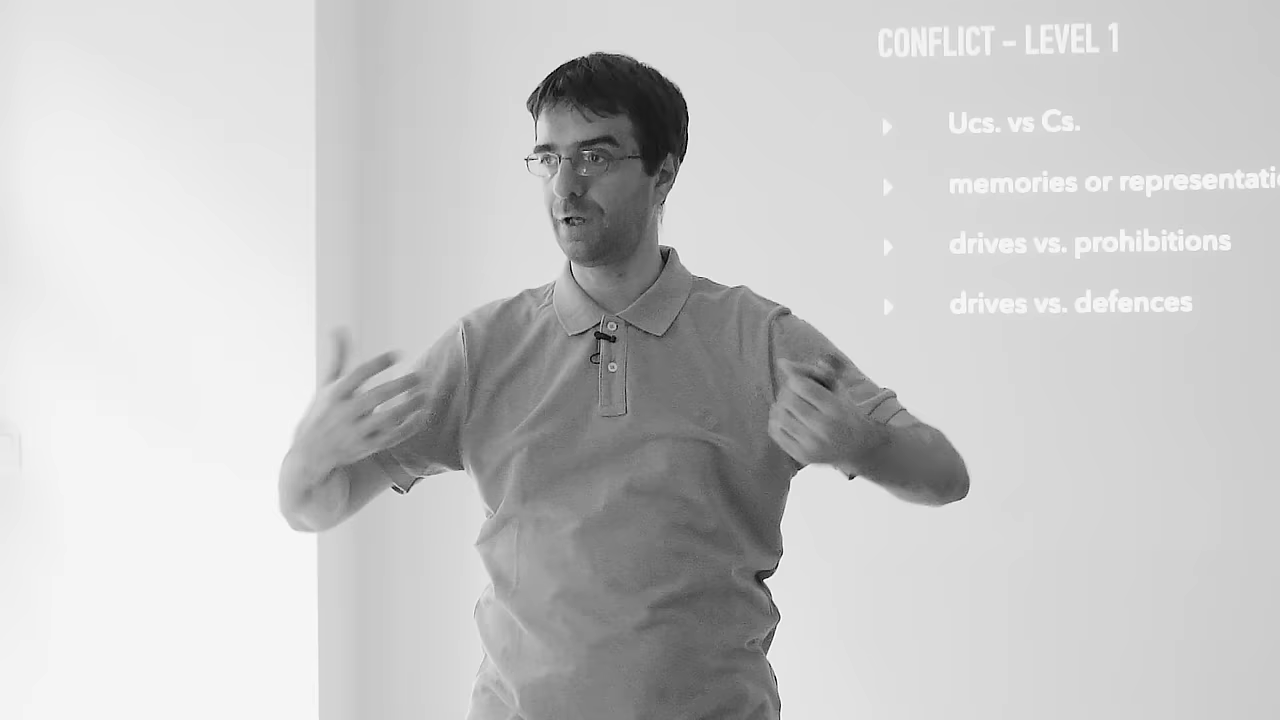 CONFLICT – LEVEL 1
Ucs. vs Cs.
memories or
drives vs. prohibitions
drives vs. defences